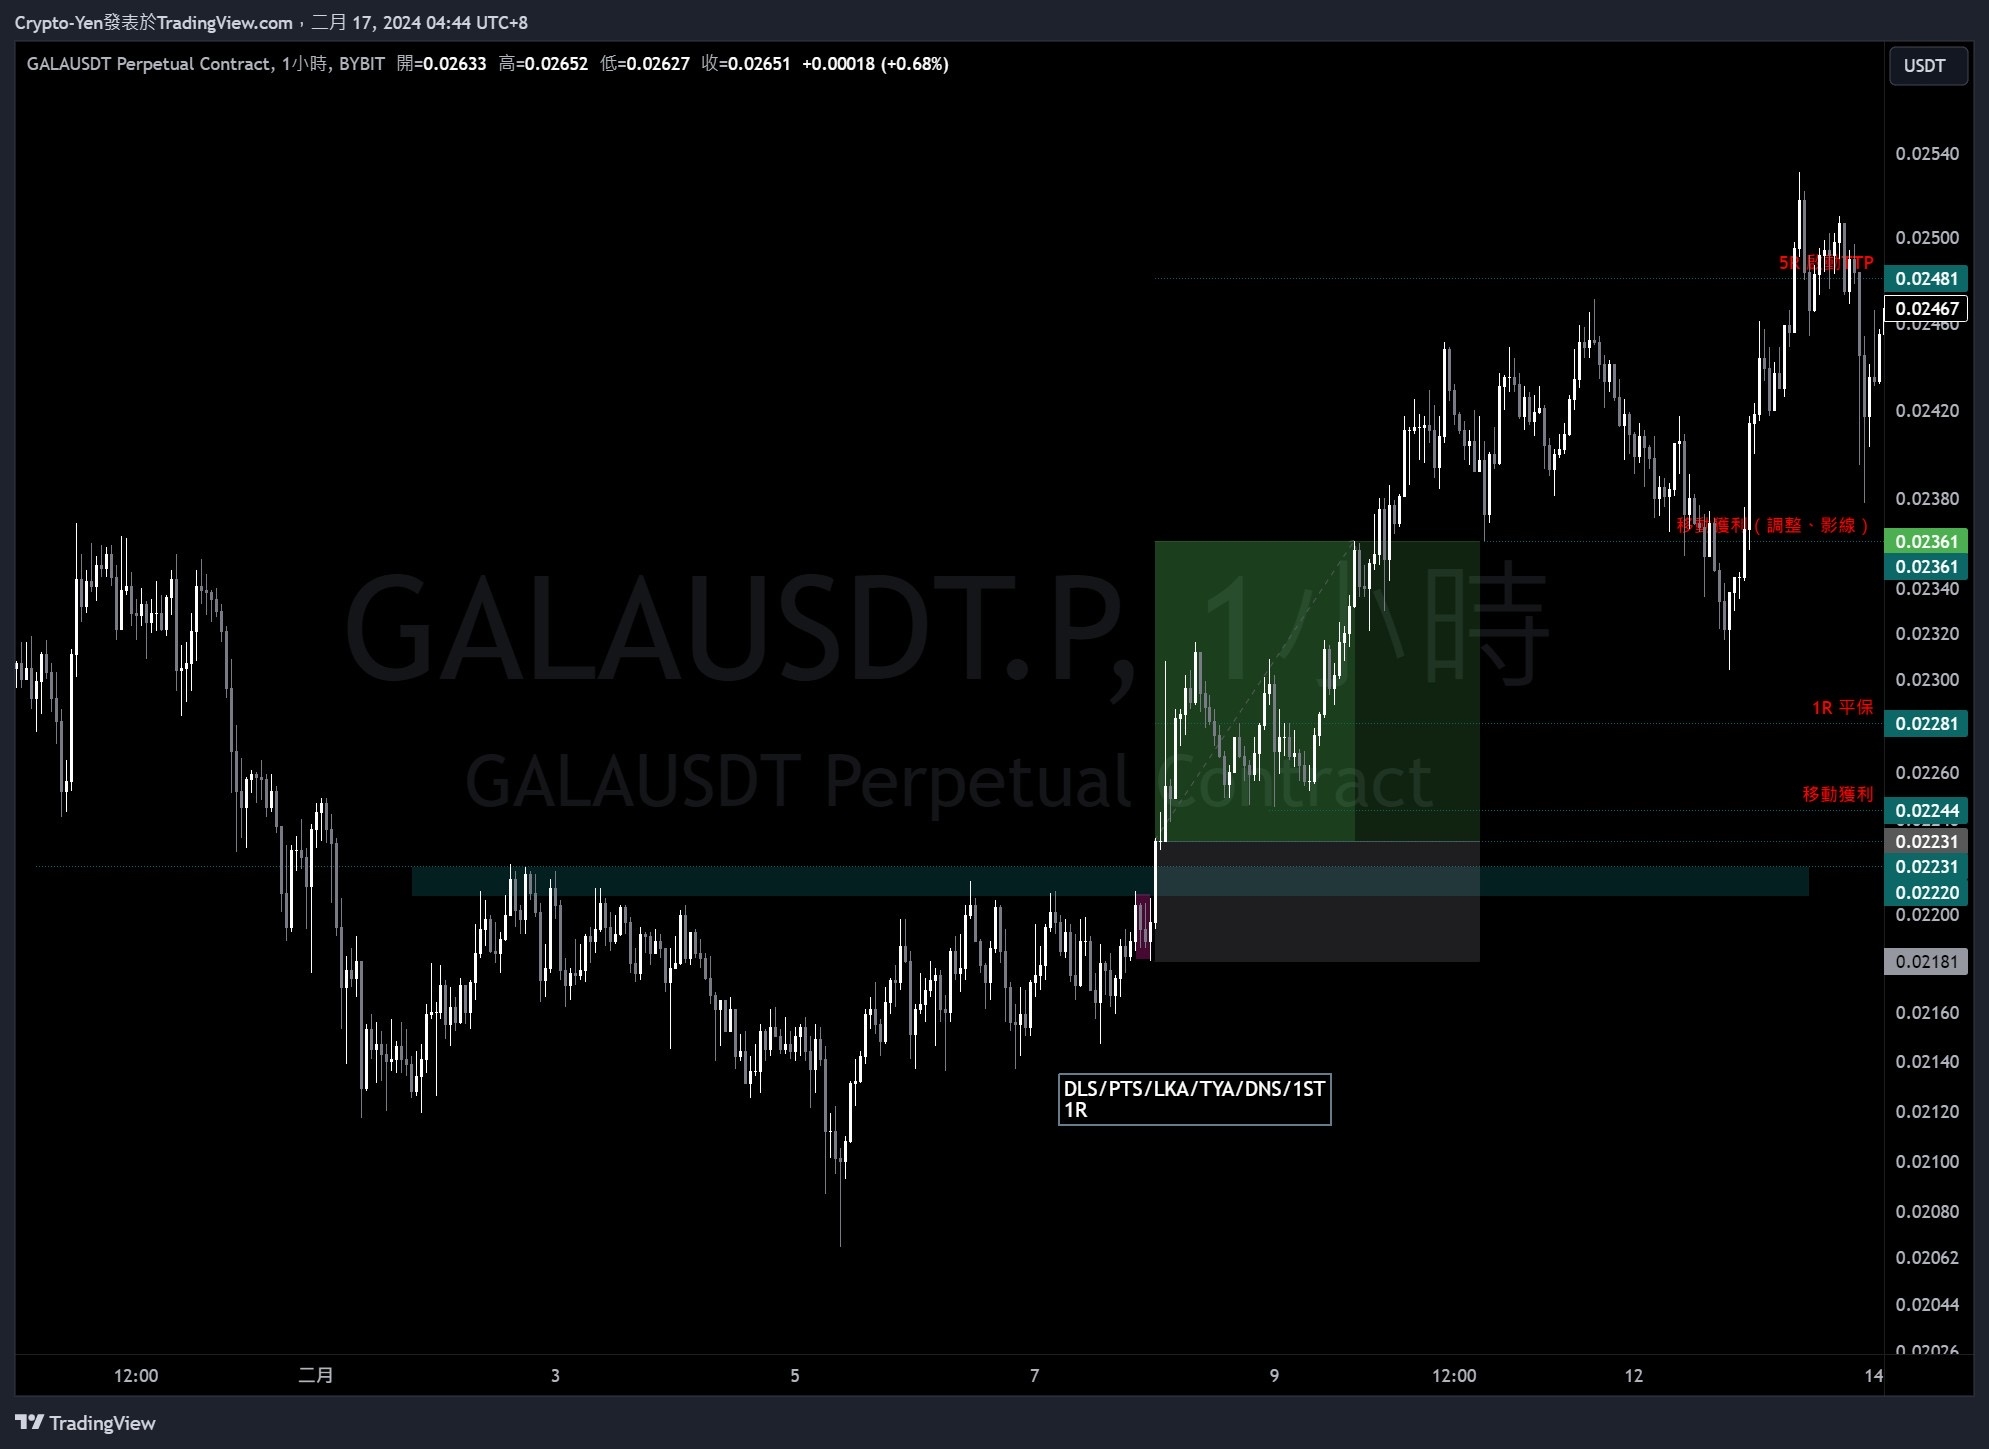 Crypto-Yen發表於TradingView.com，二月 17, 2024 04:44 UTC+8
GALAUSDT Perpetual Contract, 1小時, BYBIT 開=0.02633 高=0.02652 低=0.02627 收=0.02651 +0.00018 (+0.68%)
USDT
0.02540
0.02500
5R 啟動TTP
0.02481
0.02467
0.02460
0.02420
0.02380
移動獲利 ( 調整、影線 )
0.02361
0.02361
0.02340
GALAUSDT.P, 1小時
0.02320
0.02300
1R 平保
0.02281
GALAUSDT Perpetual Contract
0.02260
移動獲利
0.02244
0.02231
0.02231
0.02220
0.02200
0.02181
0.02160
0.02140
DLS/PTS/LKA/TYA/DNS/1ST
1R
0.02120
0.02100
0.02080
0.02062
0.02044
0.02026
12:00 二月 3 5 7 9 12:00 12 14
TradingView